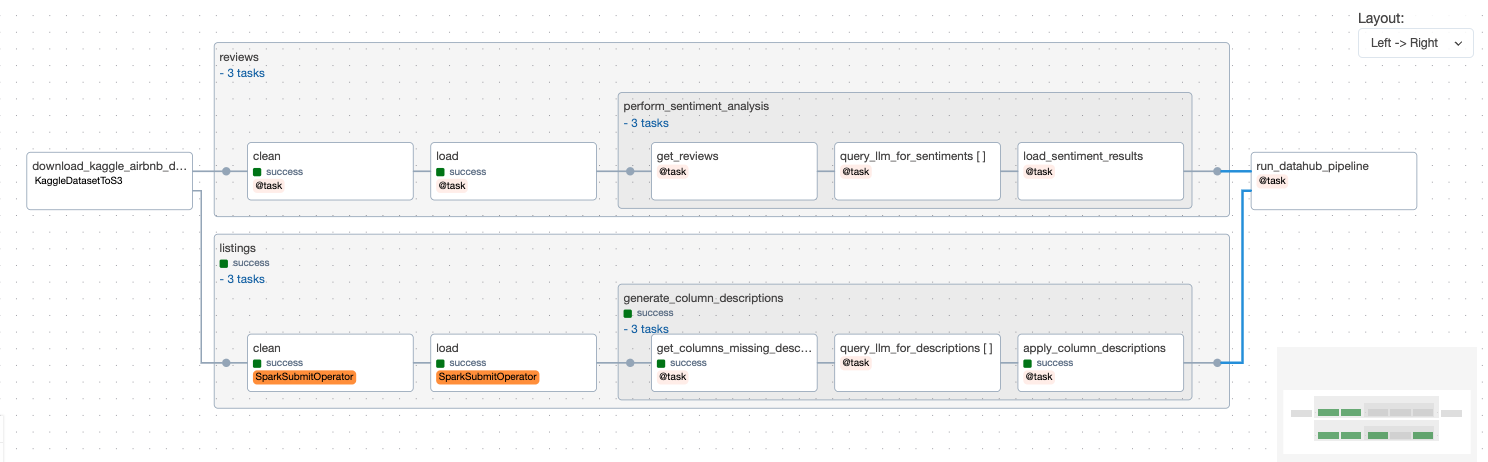 Layout:
Left -> Right
reviews
- 3 tasks
perform_sentiment_analysis
- 3 tasks
download_kaggle_airbnb_d...
KaggleDatasetToS3
clean
success
@task
load
success
@task
get_reviews
@task
query_llm_for_sentiments [ ]
@task
load_sentiment_results
@task
run_datahub_pipeline
@task
listings
success
- 3 tasks
generate_column_descriptions
success
- 3 tasks
clean
success
SparkSubmitOperator
load
success
SparkSubmitOperator
get_columns_missing_desc...
success
@task
query_llm_for_descriptions [ ]
@task
apply_column_descriptions
success
@task